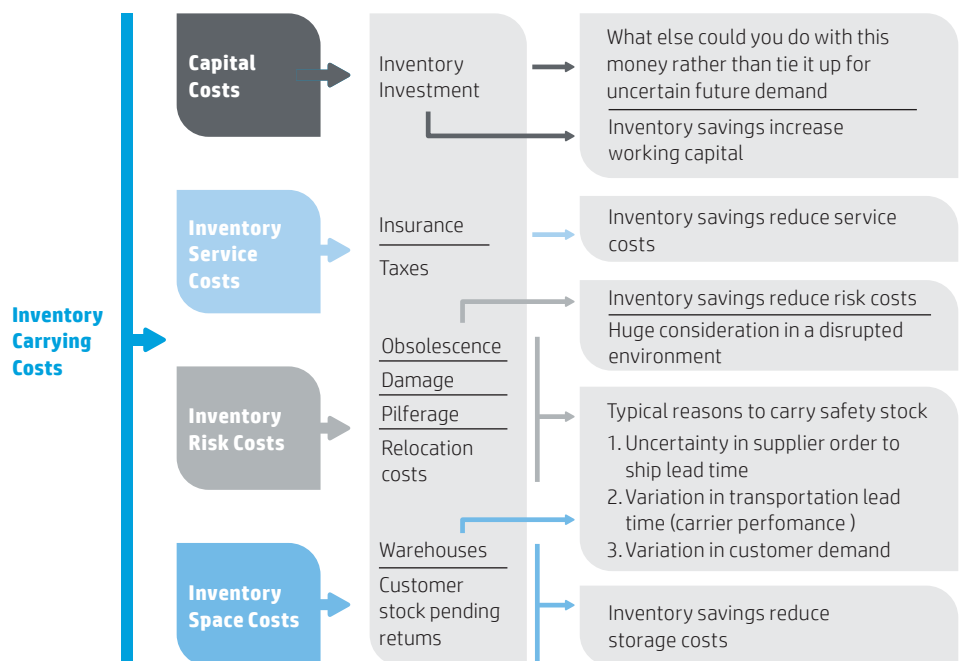 Inventory
Carrying
Costs
Capital
Costs
Inventory
Investment
What else could you do with this
money rather than tie it up for
uncertain future demand
Inventory savings increase
working capital
Inventory
Service
Costs
Insurance
Taxes
Inventory savings reduce service
costs
Inventory
Risk Costs
Obsolescence
Damage
Pilferage
Relocation
costs
Inventory savings reduce risk costs
Huge consideration in a disrupted
environment
Typical reasons to carry safety stock
1. Uncertainty in supplier order to
ship lead time
2. Variation in transportation lead
time (carrier perfomance )
3. Variation in customer demand
Inventory
Space Costs
Warehouses
Customer
stock pending
retums
Inventory savings reduce
storage costs